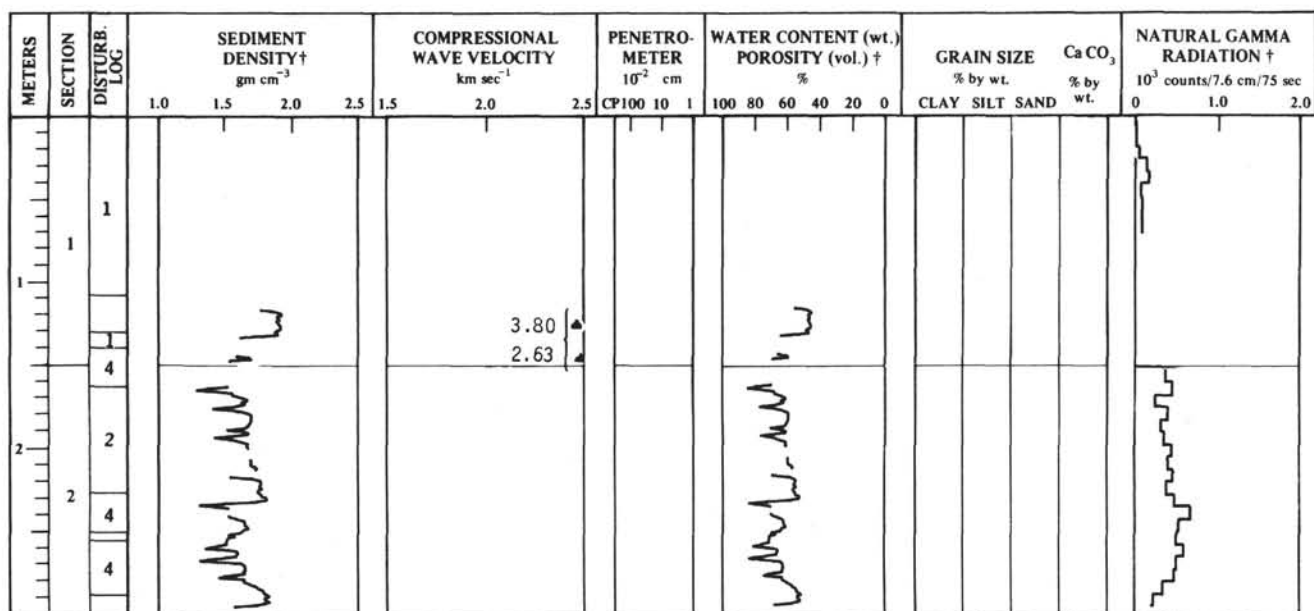 METERS
SECTION
DISTURB.
LOG
SEDIMENT
DENSITY†
gm cm⁻³
1.0 1.5 2.0 2.5
COMPRESSIONAL
WAVE VELOCITY
km sec⁻¹
1.5 2.0 2.5
PENETRO-
METER
10⁻² cm
CP100 10 1
WATER CONTENT (wt.)
POROSITY (vol.) †
%
100 80 60 40 20 0
GRAIN SIZE
% by wt.
CLAY SILT SAND
CaCO₃
% by
wt.
NATURAL GAMMA
RADIATION †
10³ counts/7.6 cm/75 sec
0 1.0 2.0
1
1
1
3.80
1
2.63
4
2
2
2
4
4